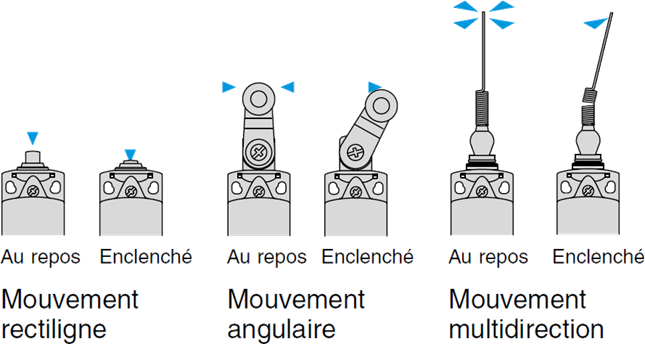 Au repos Enclenché Au repos Enclenché Au repos Enclenché
Mouvement rectiligne
Mouvement angulaire
Mouvement multidirection